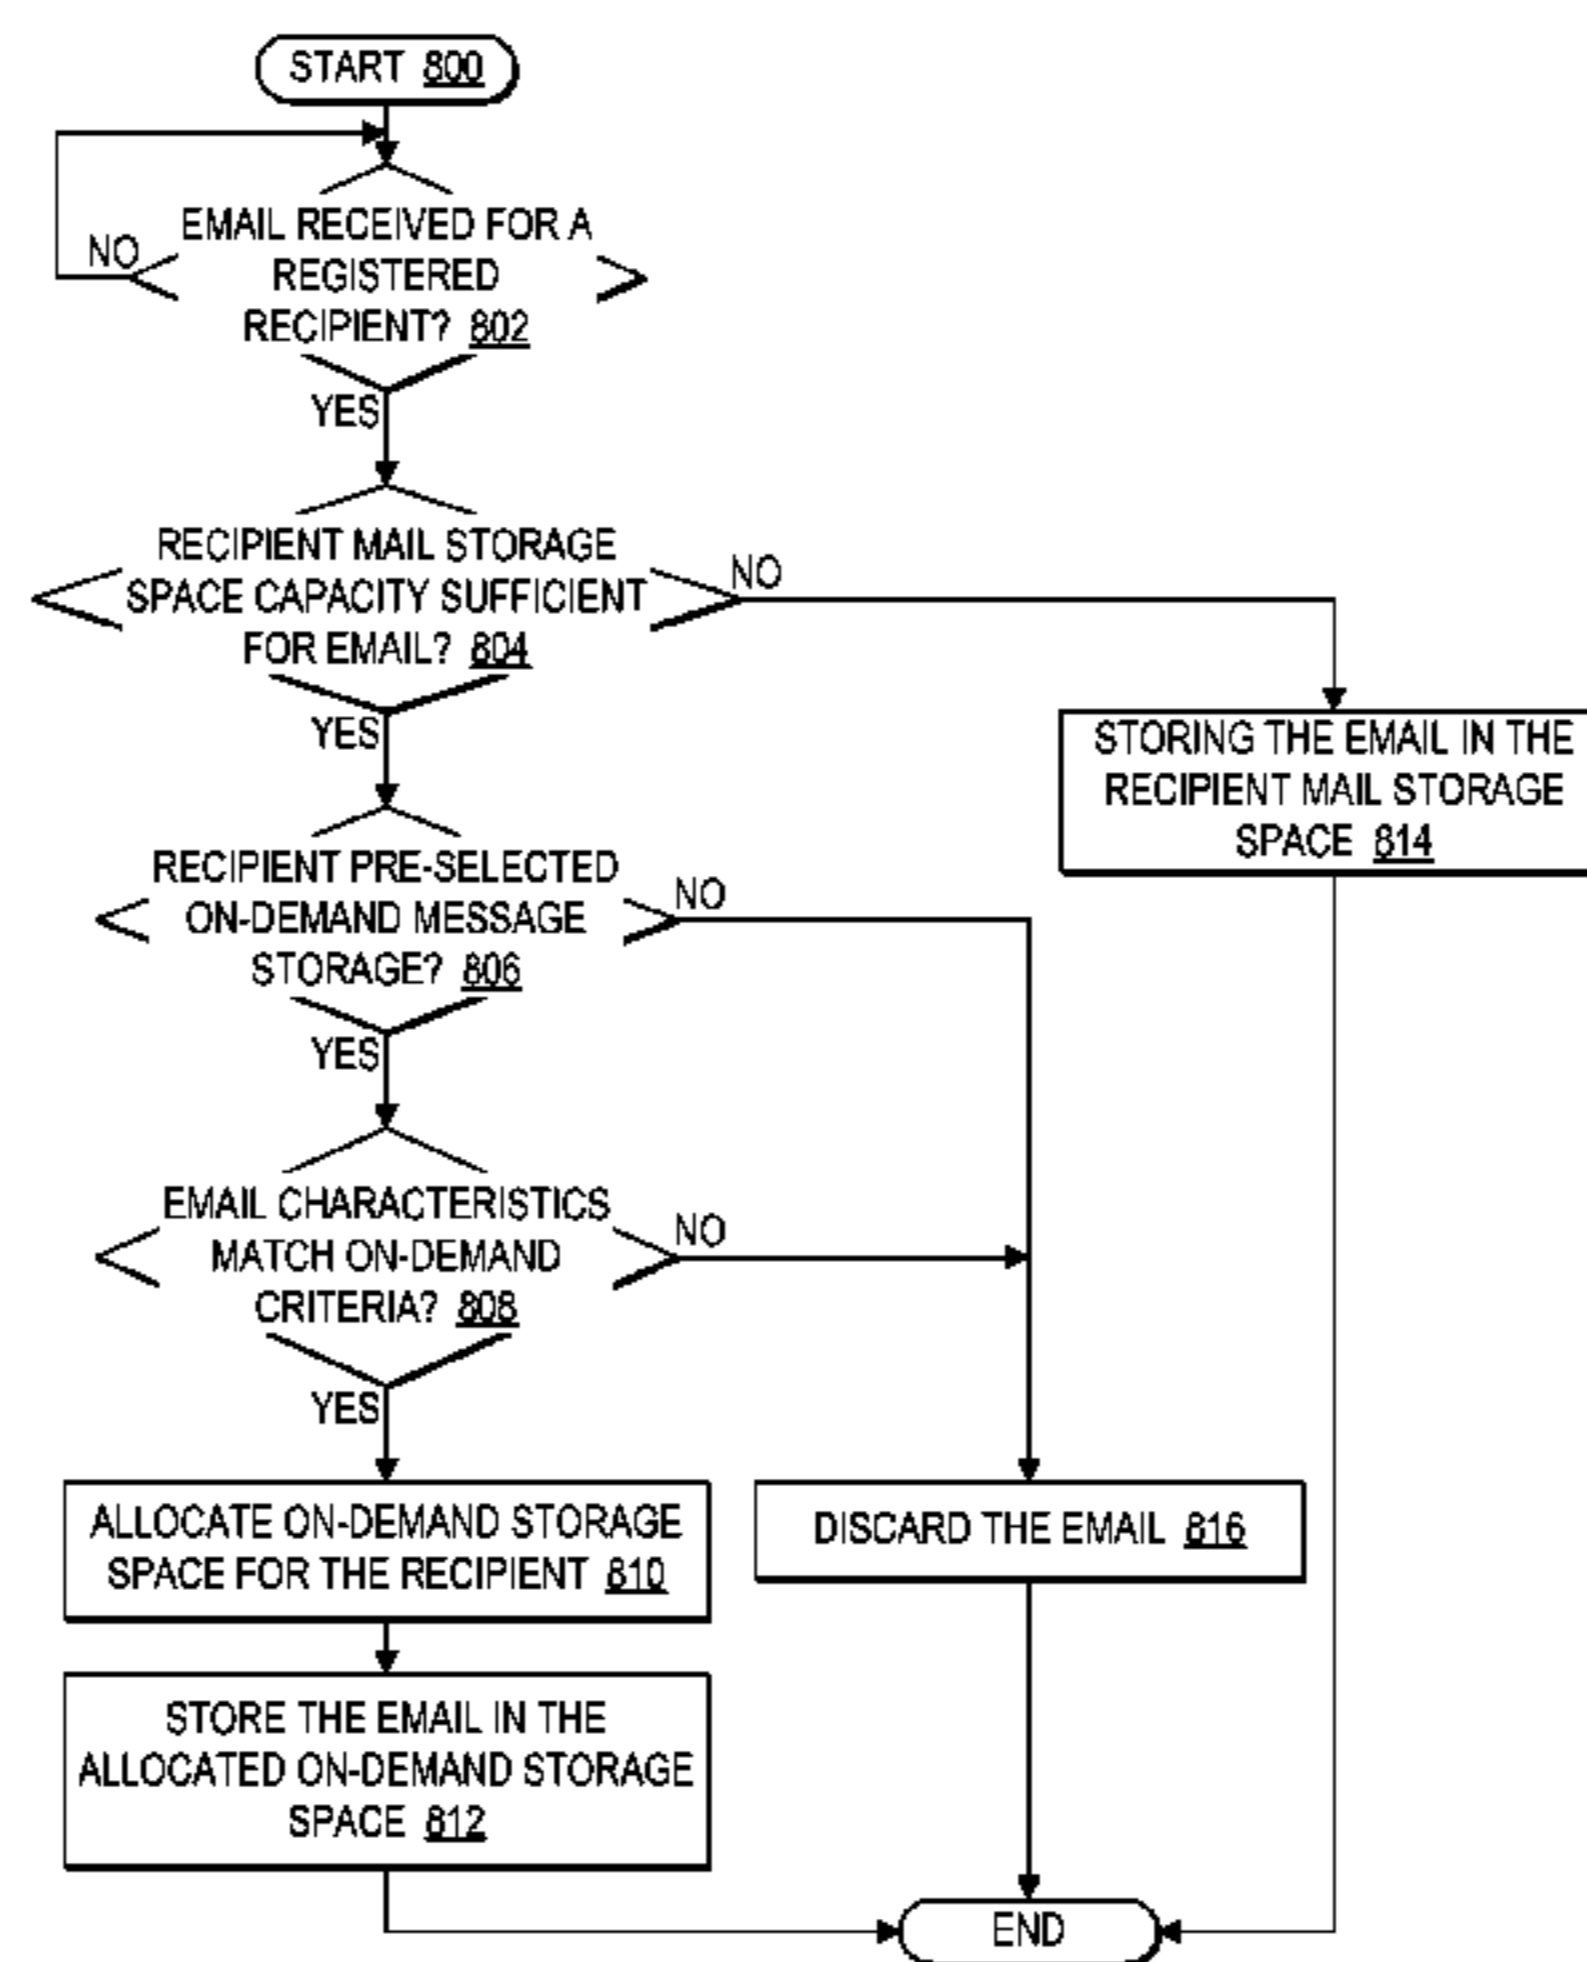 START 800
EMAIL RECEIVED FOR A
REGISTERED
RECIPIENT? 802
NO
YES
RECIPIENT MAIL STORAGE
SPACE CAPACITY SUFFICIENT
FOR EMAIL? 804
NO
YES
STORING THE EMAIL IN THE
RECIPIENT MAIL STORAGE
SPACE 814
RECIPIENT PRE-SELECTED
ON-DEMAND MESSAGE
STORAGE? 806
NO
YES
EMAIL CHARACTERISTICS
MATCH ON-DEMAND
CRITERIA? 808
NO
YES
ALLOCATE ON-DEMAND STORAGE
SPACE FOR THE RECIPIENT 810
DISCARD THE EMAIL 816
STORE THE EMAIL IN THE
ALLOCATED ON-DEMAND STORAGE
SPACE 812
END